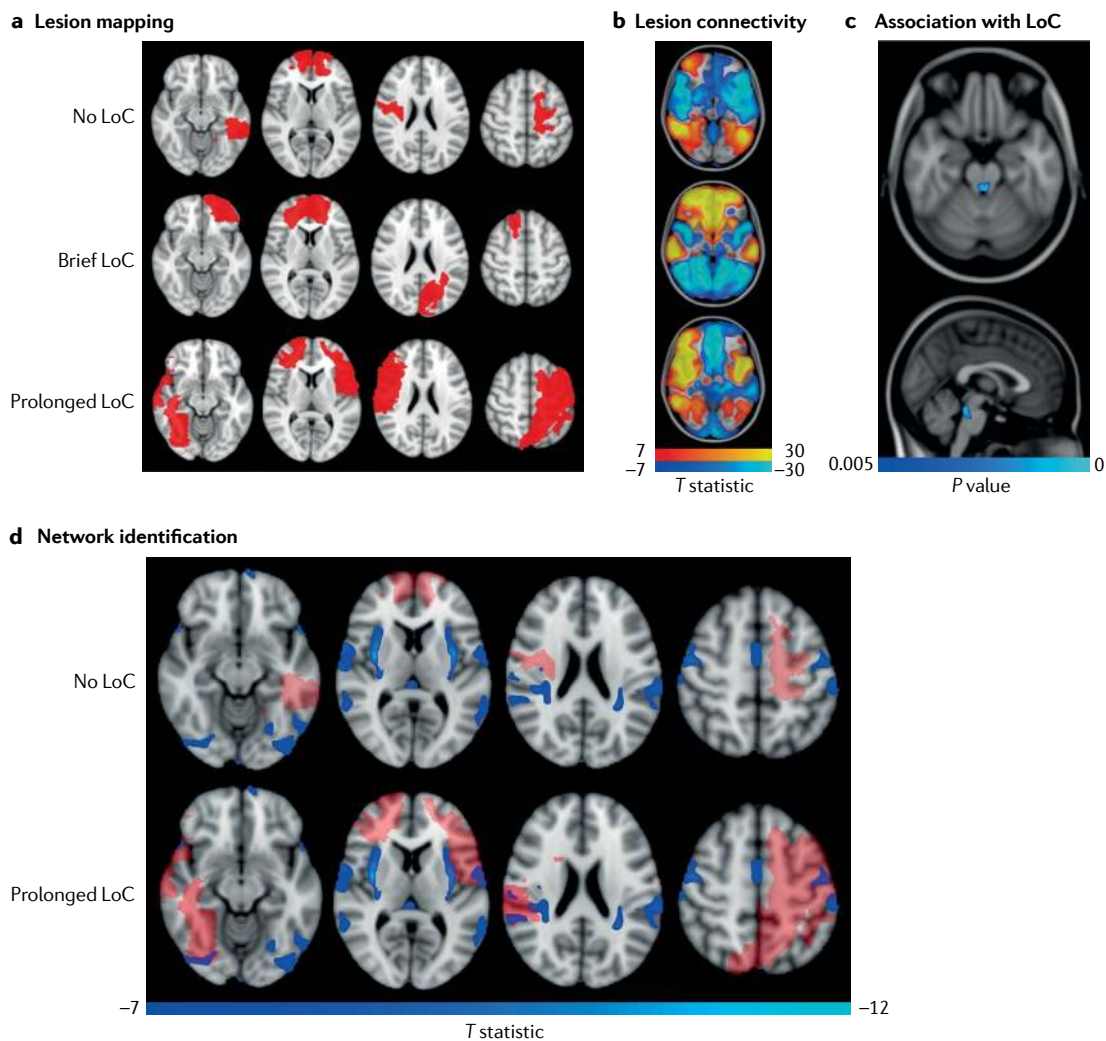 a Lesion mapping
No LoC
Brief LoC
Prolonged LoC
b Lesion connectivity
7 30
–7 –30
T statistic
c Association with LoC
0.005 0
P value
d Network identification
No LoC
Prolonged LoC
–7 –12
T statistic